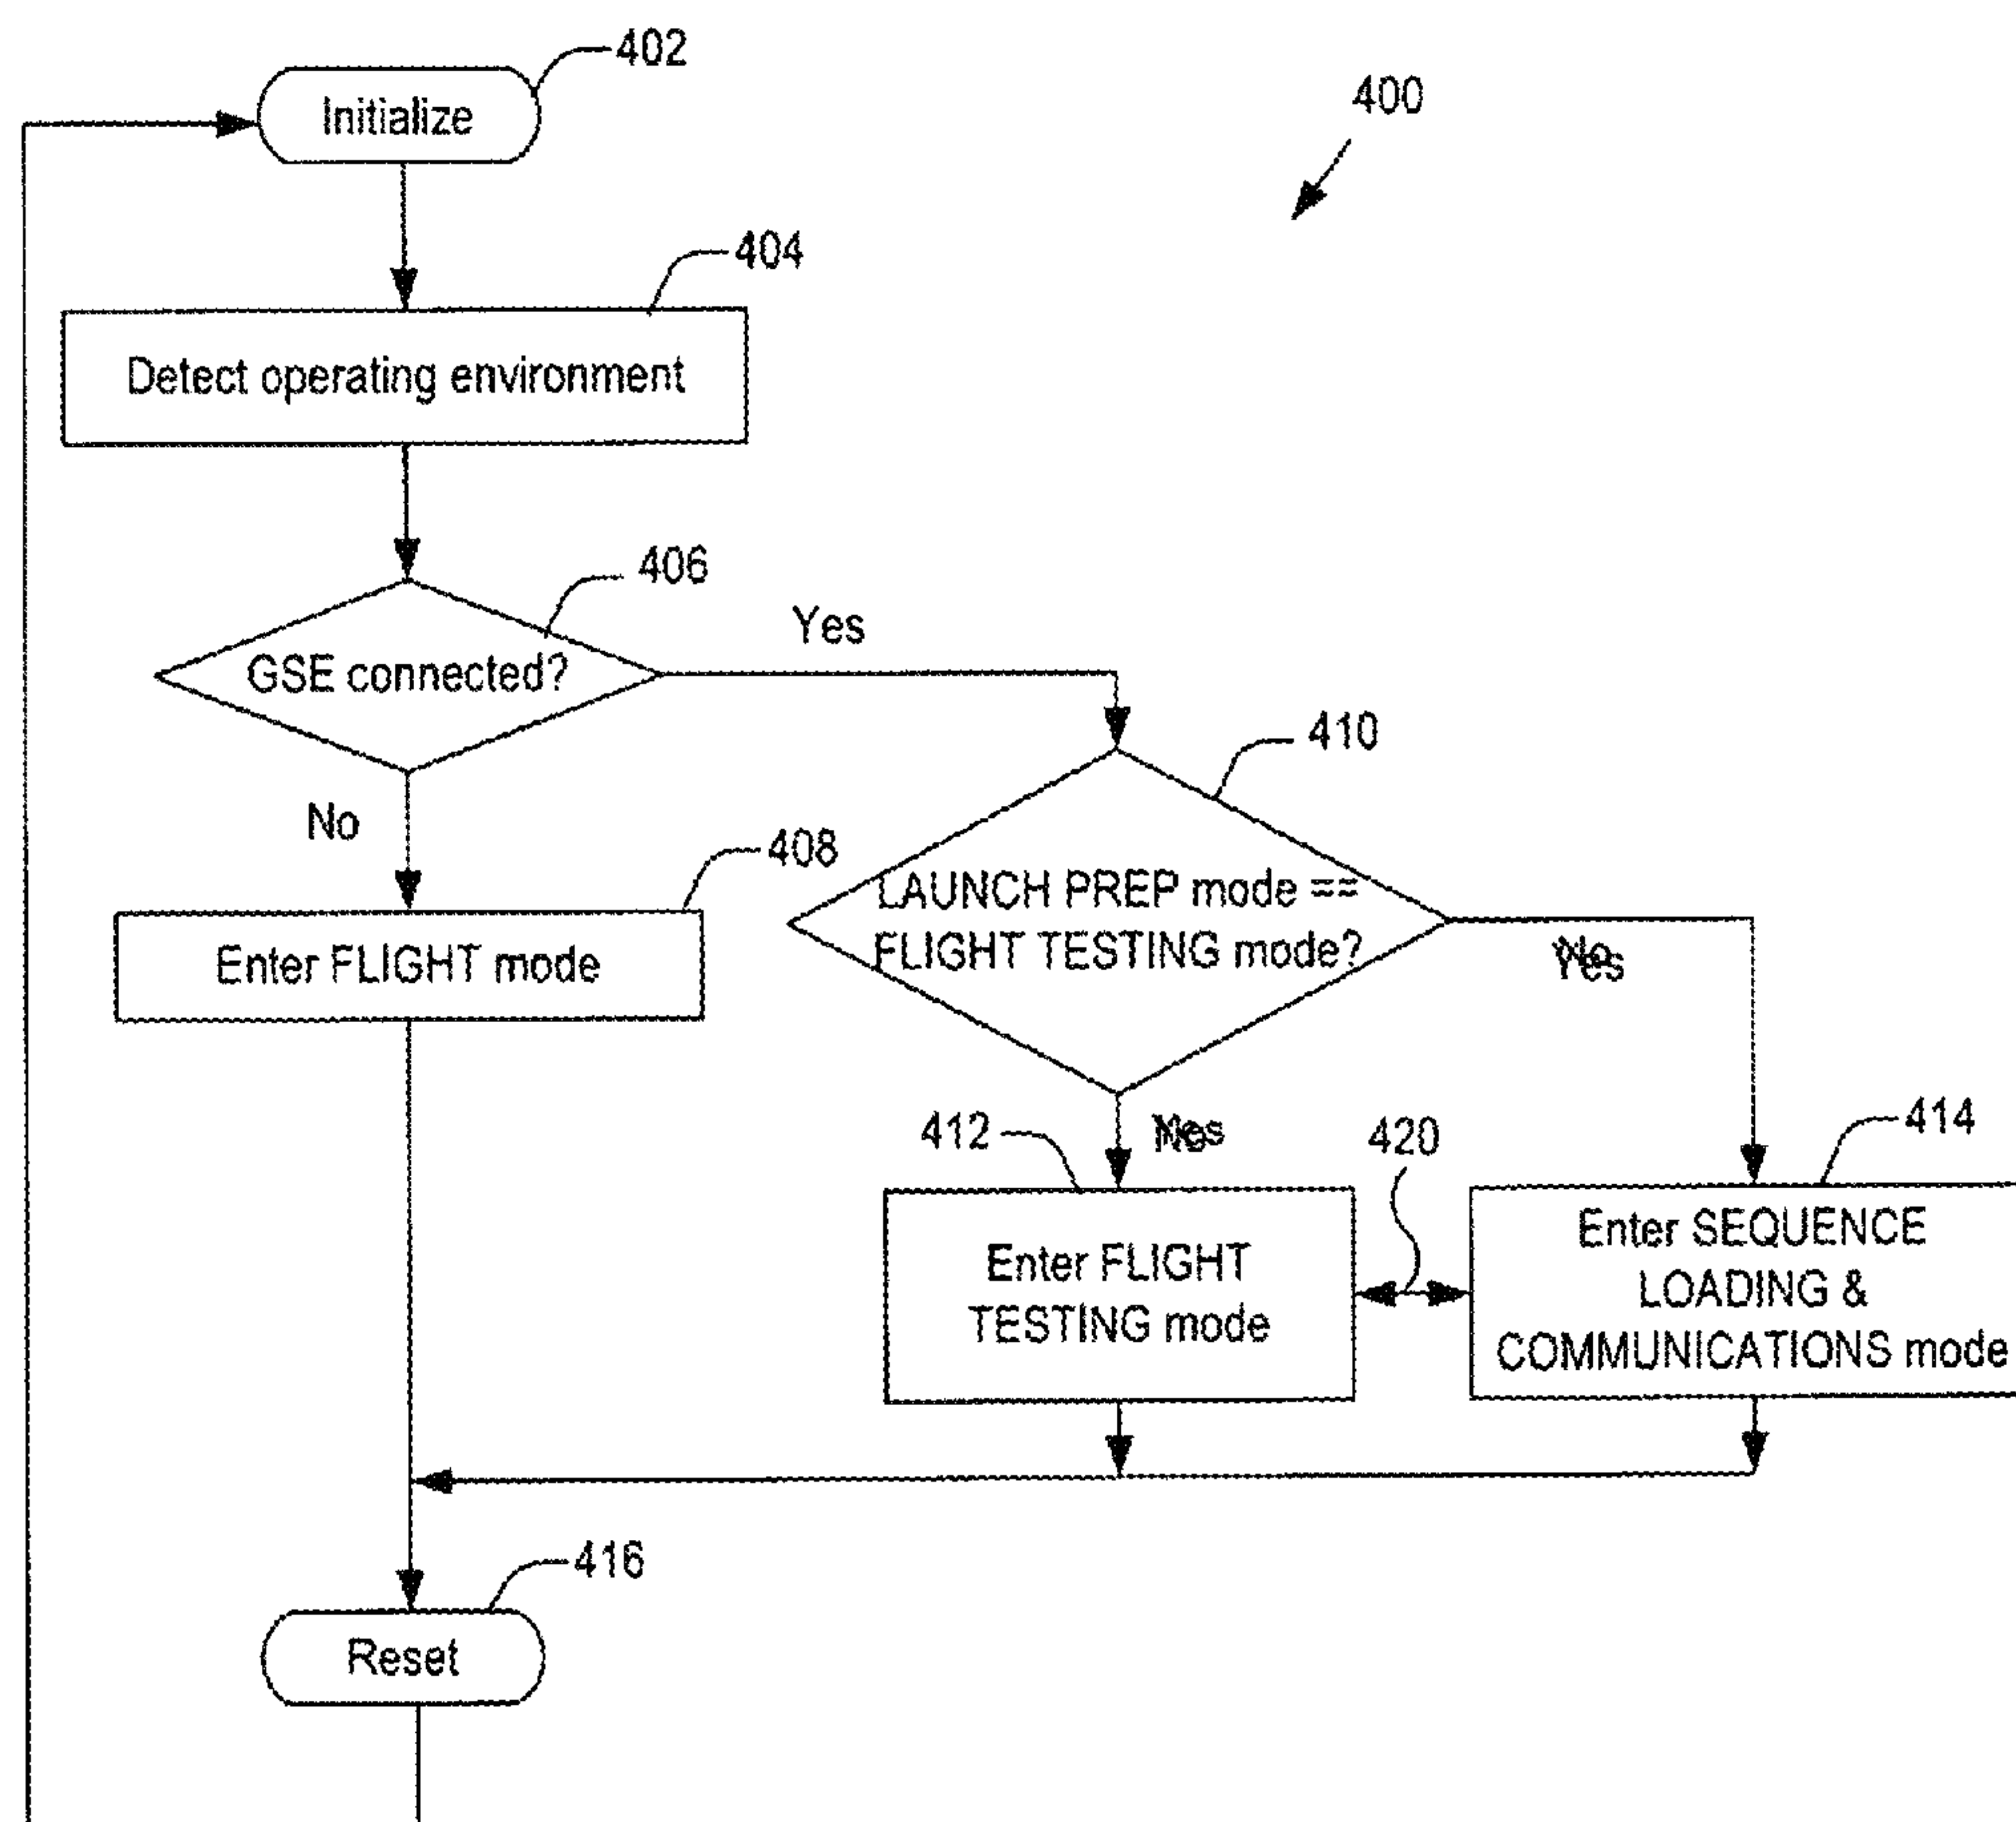 402
Initialize
400
404
Detect operating environment
406
Yes
GSE connected?
410
No
408
LAUNCH PREP mode ==
FLIGHT TESTING mode?
Enter FLIGHT mode
412
420
414
Enter FLIGHT
TESTING mode
Enter SEQUENCE
LOADING &
COMMUNICATIONS mode
416
Reset